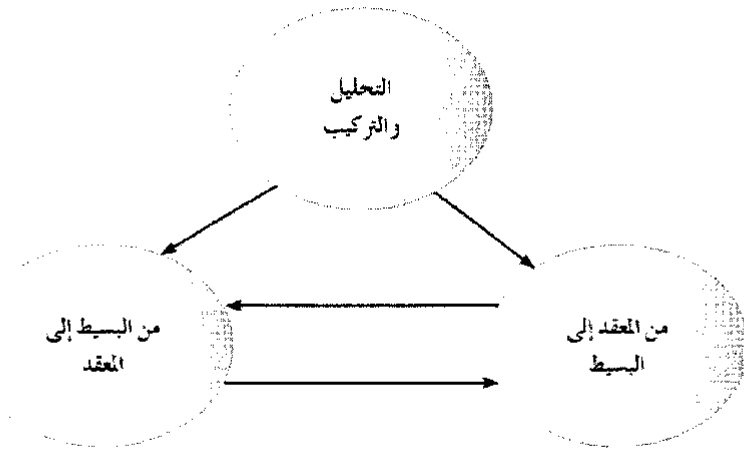 التحليل
والتركيب
من المعقد إلى
البسيط
من البسيط إلى
المعقد